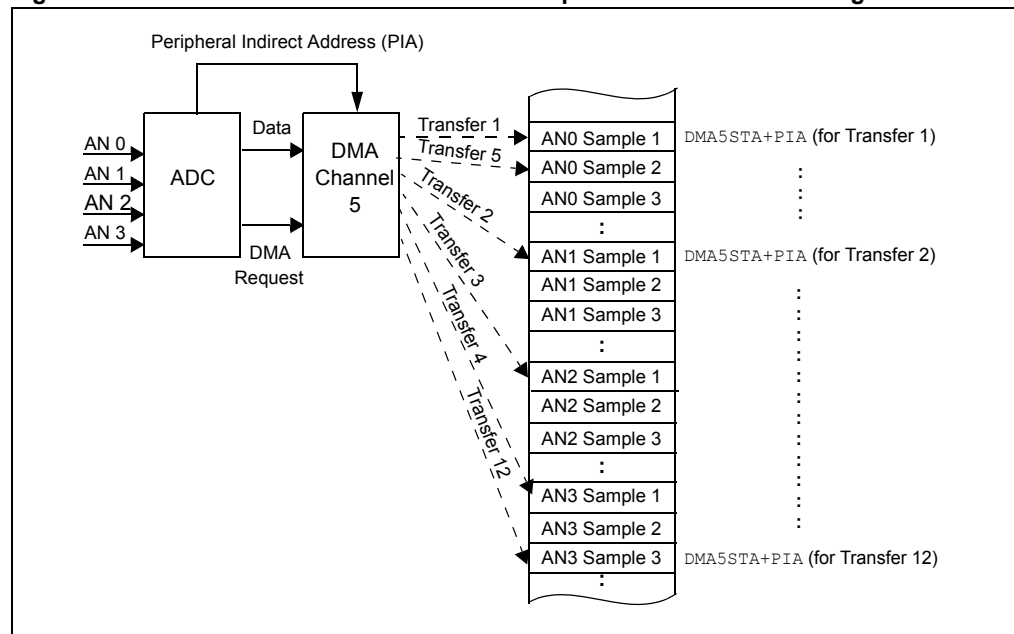 Peripheral Indirect Address (PIA)
AN 0
AN 1
AN 2
AN 3
ADC
Data
DMA
Request
DMA
Channel
5
Transfer 1
Transfer 5
Transfer 2
Transfer 3
Transfer 4
Transfer 12
AN0 Sample 1
AN0 Sample 2
AN0 Sample 3
:
AN1 Sample 1
AN1 Sample 2
AN1 Sample 3
:
AN2 Sample 1
AN2 Sample 2
AN2 Sample 3
:
AN3 Sample 1
AN3 Sample 2
AN3 Sample 3
:
DMA5STA+PIA (for Transfer 1)
DMA5STA+PIA (for Transfer 2)
DMA5STA+PIA (for Transfer 12)